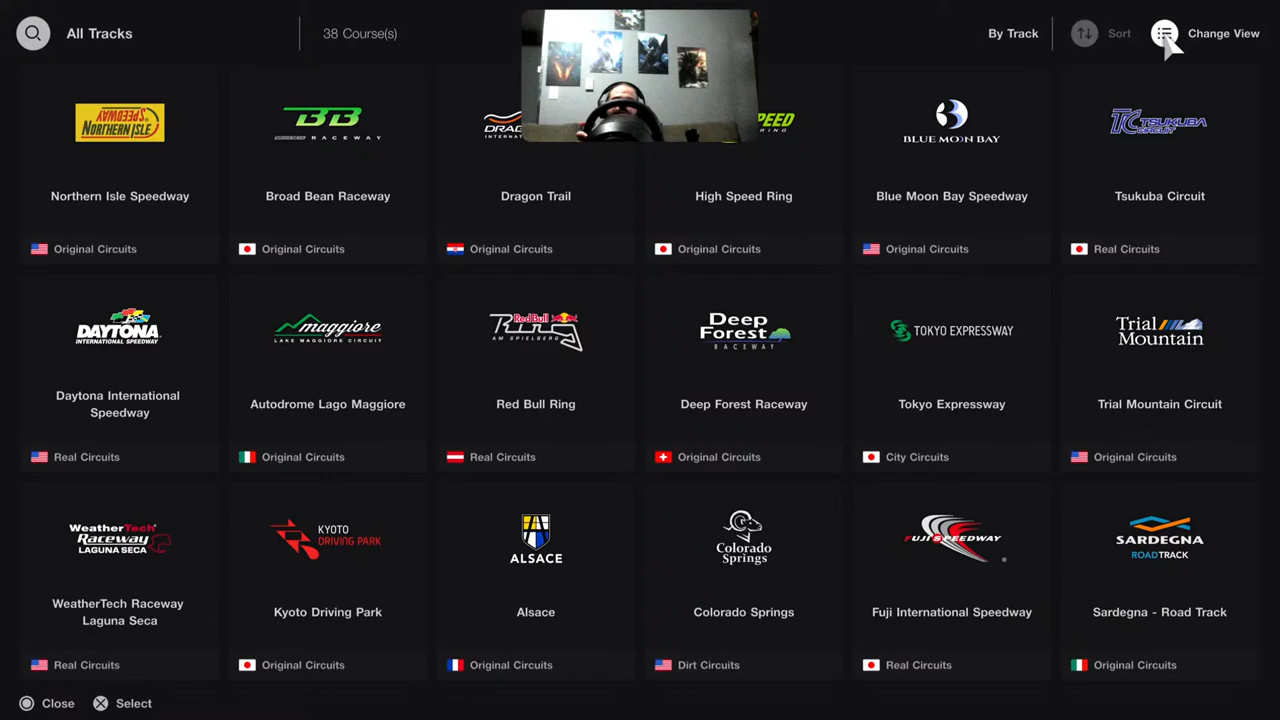 All Tracks
38 Course(s)
By Track
Sort
Change View
NORTHERN ISLE
SPEEDWAY
Northern Isle Speedway
Original Circuits
BB
RACEWAY
Broad Bean Raceway
Original Circuits
Dragon Trail
Original Circuits
High Speed Ring
Original Circuits
BLUE MOON BAY
Blue Moon Bay Speedway
Original Circuits
TC TSUKUBA
CIRCUIT
Tsukuba Circuit
Real Circuits
DAYTONA
INTERNATIONAL SPEEDWAY
Daytona International
Speedway
Real Circuits
maggiore
LAKE MAGGIORE CIRCUIT
Autodrome Lago Maggiore
Original Circuits
Red Bull
Ring
AM SPIELBERG
Red Bull Ring
Real Circuits
Deep
Forest
RACEWAY
Deep Forest Raceway
Original Circuits
TOKYO EXPRESSWAY
Tokyo Expressway
City Circuits
Trial
Mountain
Trial Mountain Circuit
Original Circuits
WeatherTech
Raceway
LAGUNA SECA
WeatherTech Raceway
Laguna Seca
Real Circuits
KYOTO
DRIVING PARK
Kyoto Driving Park
Original Circuits
ALSACE
Alsace
Original Circuits
Colorado
Springs
Colorado Springs
Dirt Circuits
FUJI SPEEDWAY
Fuji International Speedway
Real Circuits
SARDEGNA
ROAD TRACK
Sardegna - Road Track
Original Circuits
Close
Select